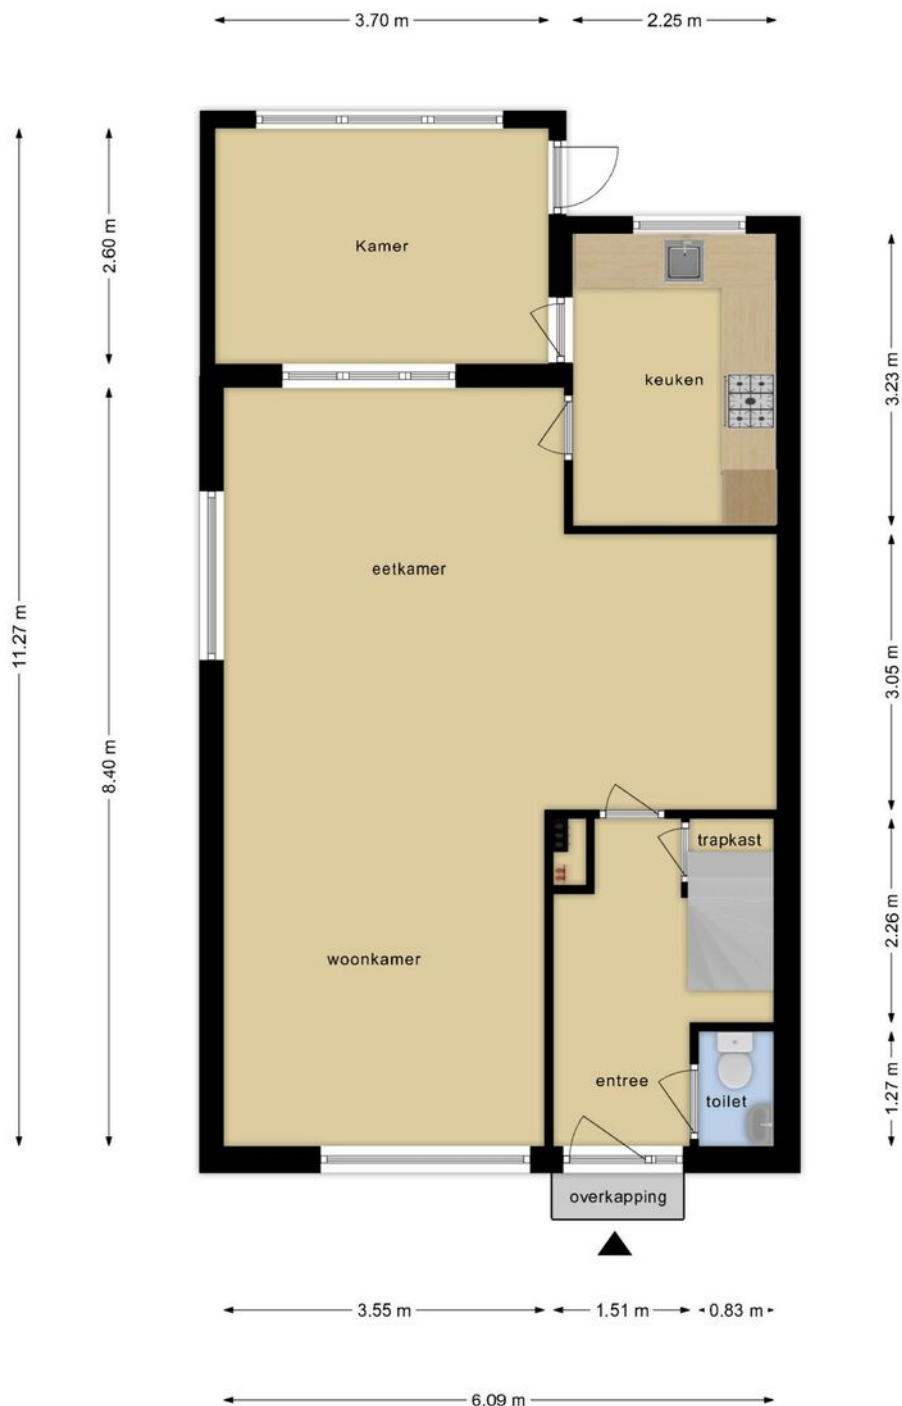 3.70 m
2.25 m
2.60 m
Kamer
keuken
3.23 m
eetkamer
11.27 m
3.05 m
8.40 m
trapkast
2.26 m
woonkamer
entree
toilet
1.27 m
overkapping
3.55 m
1.51 m
0.83 m
6.09 m